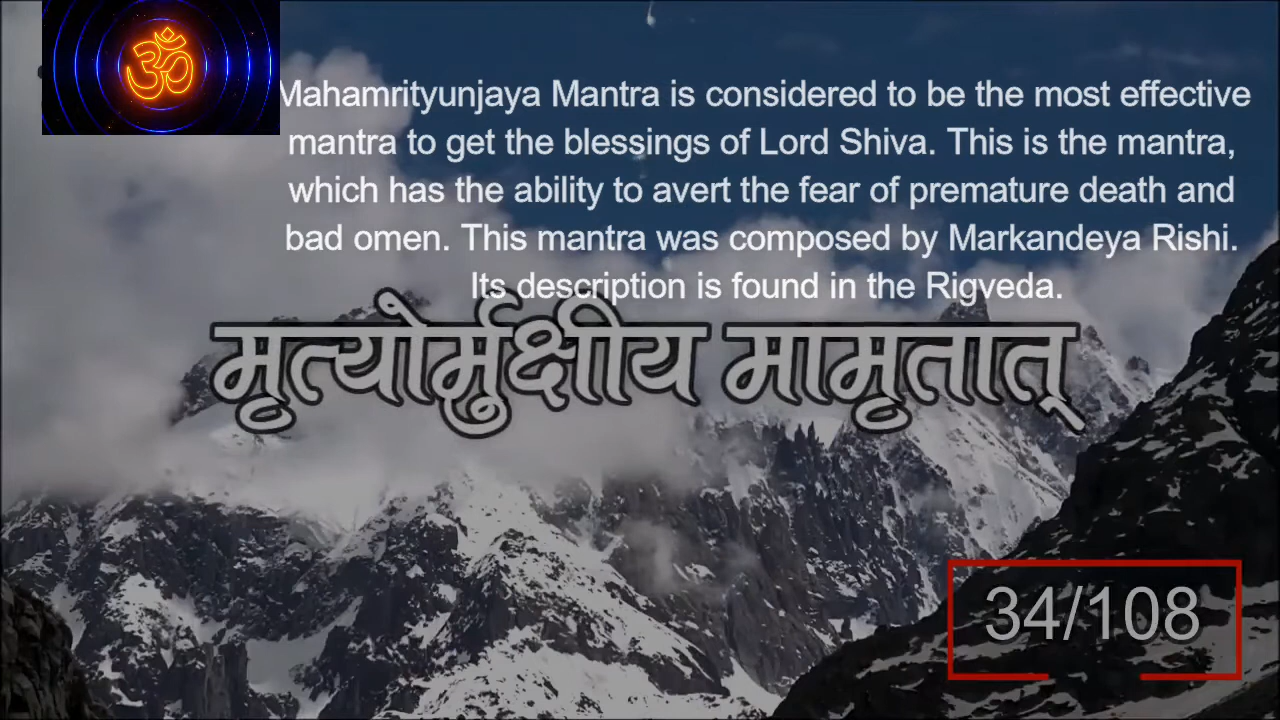 ॐ
Mahamrityunjaya Mantra is considered to be the most effective
mantra to get the blessings of Lord Shiva. This is the mantra,
which has the ability to avert the fear of premature death and
bad omen. This mantra was composed by Markandeya Rishi.
Its description is found in the Rigveda.
मृत्योर्मुक्षीय मामृतात्
34/108